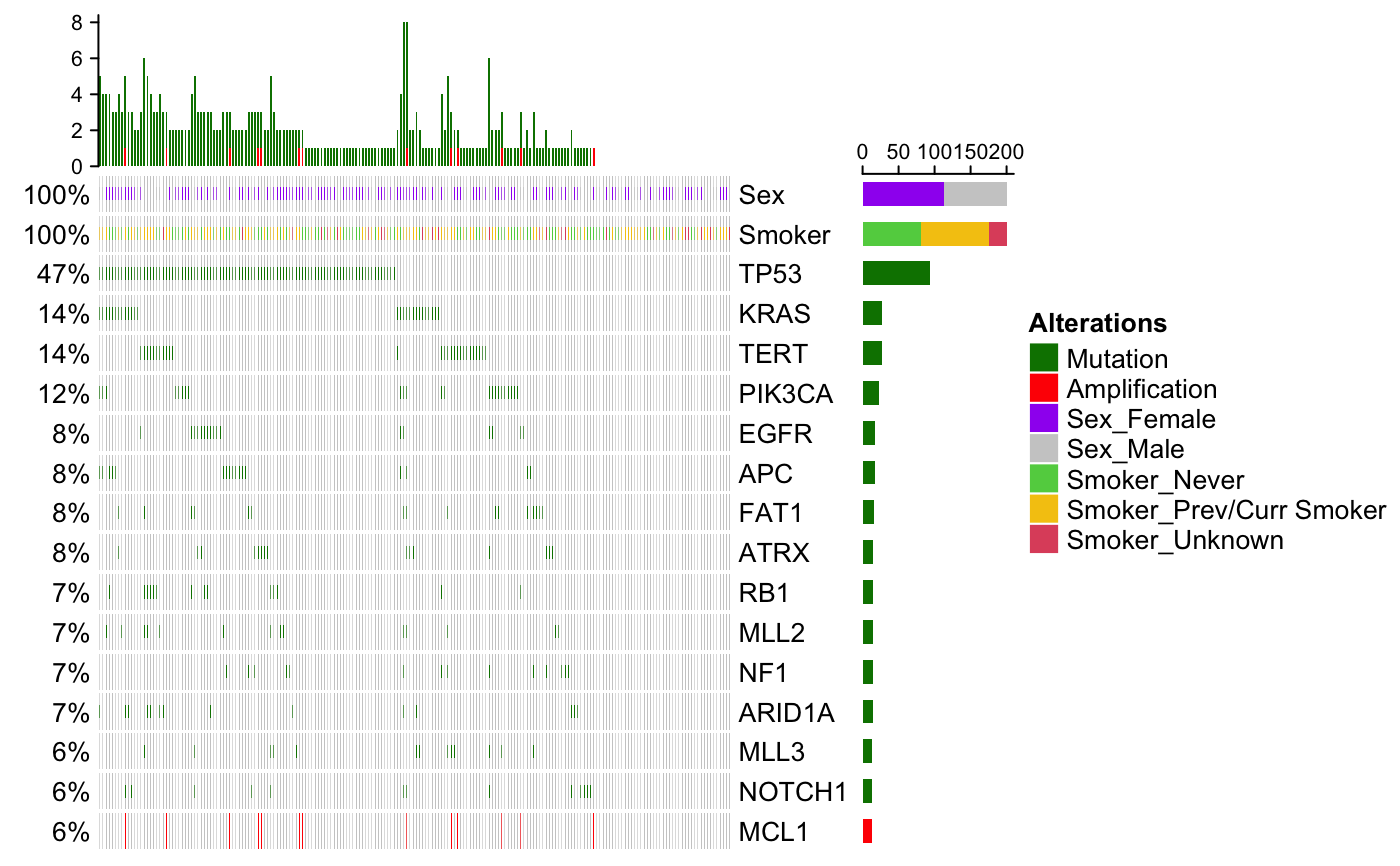 8
6
4
2
0
0 50 100150200
100% Sex
100% Smoker
47% TP53
14% KRAS
14% TERT
12% PIK3CA
8% EGFR
8% APC
8% FAT1
8% ATRX
7% RB1
7% MLL2
7% NF1
7% ARID1A
6% MLL3
6% NOTCH1
6% MCL1
Alterations
Mutation
Amplification
Sex_Female
Sex_Male
Smoker_Never
Smoker_Prev/Curr Smoker
Smoker_Unknown